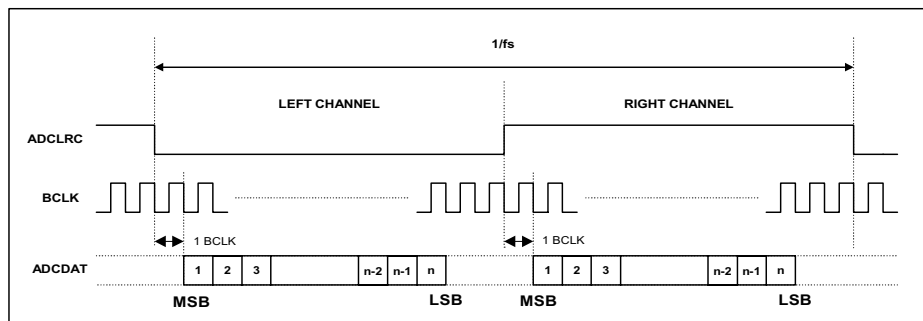 1/fs
LEFT CHANNEL RIGHT CHANNEL
ADCLRC
BCLK
1 BCLK 1 BCLK
ADCDAT
1 2 3 n-2 n-1 n 1 2 3 n-2 n-1 n
MSB LSB MSB LSB